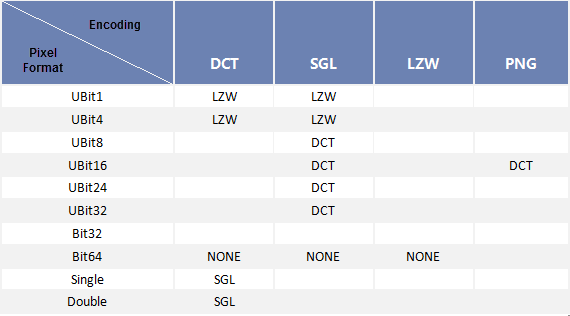 Encoding
Pixel
Format
DCT SGL LZW PNG
UBit1 LZW LZW
UBit4 LZW LZW
UBit8 DCT
UBit16 DCT DCT
UBit24 DCT
UBit32 DCT
Bit32
Bit64 NONE NONE NONE
Single SGL
Double SGL